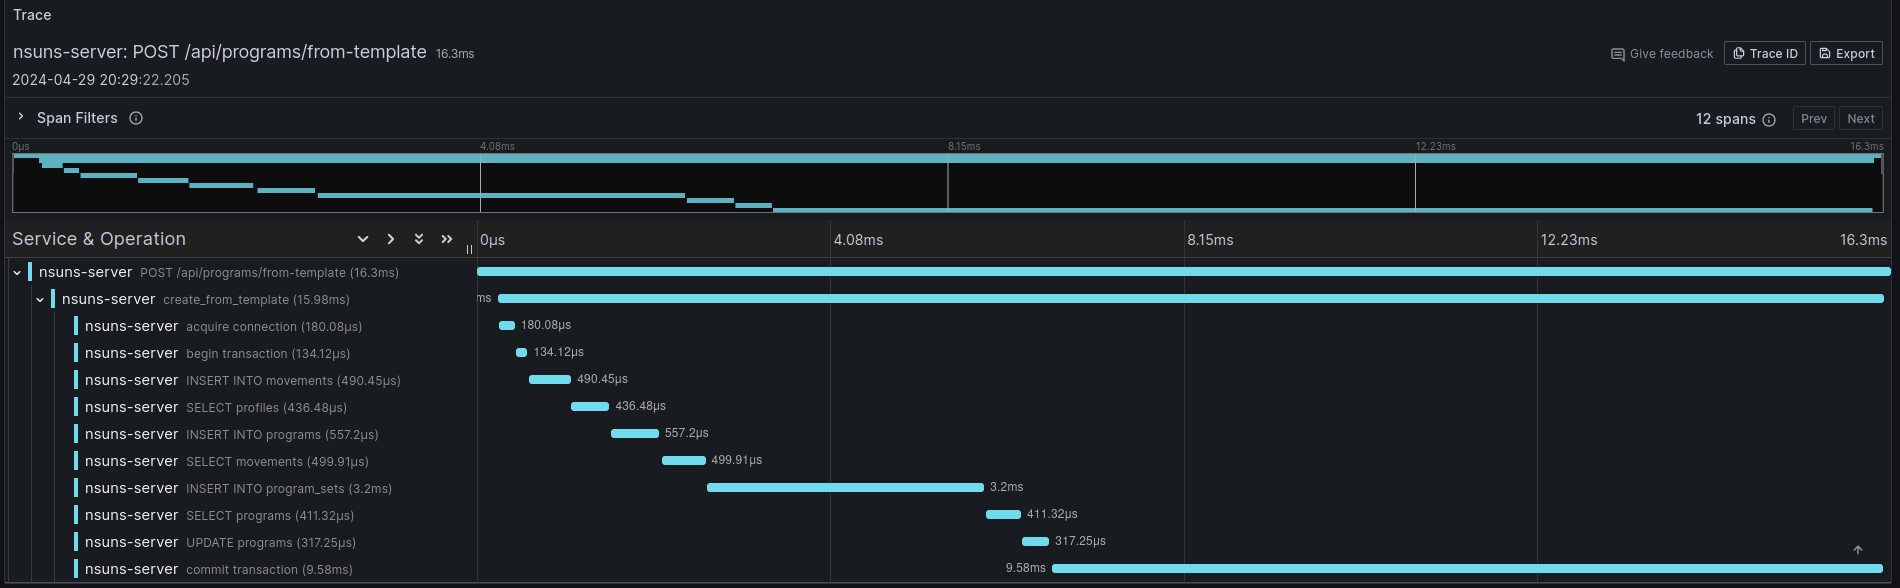 Trace
nsuns-server: POST /api/programs/from-template 16.3ms
Give feedback Trace ID Export
2024-04-29 20:29:22.205
Span Filters 12 spans Prev Next
0µs 4.08ms 8.15ms 12.23ms 16.3ms
Service & Operation 0µs 4.08ms 8.15ms 12.23ms 16.3ms
nsuns-server POST /api/programs/from-template (16.3ms)
nsuns-server create_from_template (15.98ms) ms
nsuns-server acquire connection (180.08µs) 180.08µs
nsuns-server begin transaction (134.12µs) 134.12µs
nsuns-server INSERT INTO movements (490.45µs) 490.45µs
nsuns-server SELECT profiles (436.48µs) 436.48µs
nsuns-server INSERT INTO programs (557.2µs) 557.2µs
nsuns-server SELECT movements (499.91µs) 499.91µs
nsuns-server INSERT INTO program_sets (3.2ms) 3.2ms
nsuns-server SELECT programs (411.32µs) 411.32µs
nsuns-server UPDATE programs (317.25µs) 317.25µs
nsuns-server commit transaction (9.58ms) 9.58ms